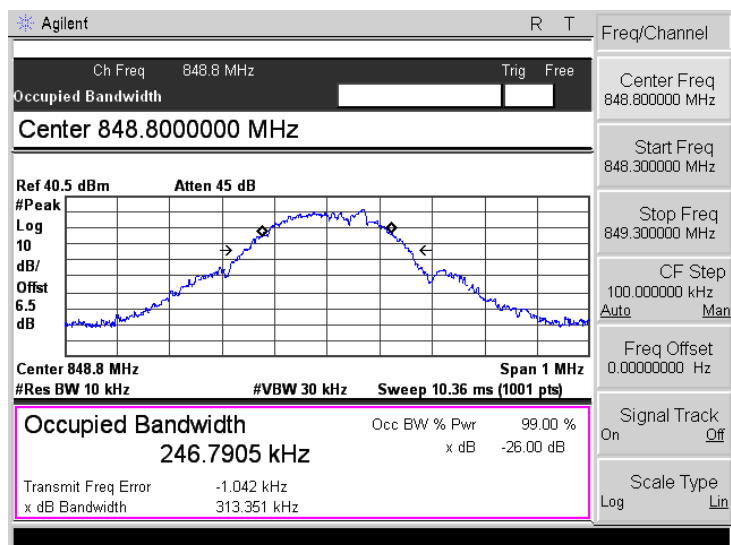 Agilent R T
Ch Freq 848.8 MHz Trig Free
Occupied Bandwidth
Center 848.8000000 MHz
Ref 40.5 dBm Atten 45 dB
#Peak
Log
10
dB/
Offst
6.5
dB
Center 848.8 MHz Span 1 MHz
#Res BW 10 kHz #VBW 30 kHz Sweep 10.36 ms (1001 pts)
Occupied Bandwidth Occ BW % Pwr 99.00 %
246.7905 kHz x dB -26.00 dB
Transmit Freq Error -1.042 kHz
x dB Bandwidth 313.351 kHz
Freq/Channel
Center Freq
848.800000 MHz
Start Freq
848.300000 MHz
Stop Freq
849.300000 MHz
CF Step
100.000000 kHz
Auto Man
Freq Offset
0.00000000 Hz
Signal Track
On Off
Scale Type
Log Lin